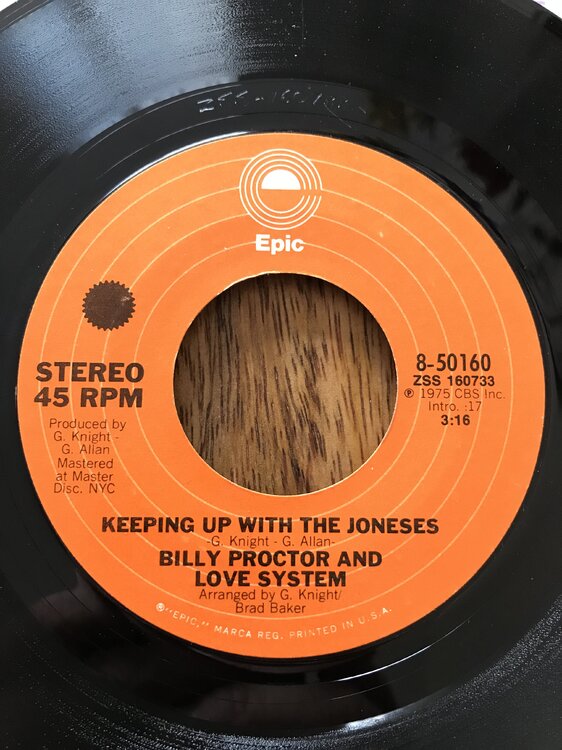 Epic
STEREO
45 RPM
Produced by
G. Knight -
G. Allan
Mastered
at Master
Disc. NYC
8-50160
ZSS 160733
℗ 1975 CBS Inc.
Intro. :17
3:16
KEEPING UP WITH THE JONESES
-G. Knight - G. Allan-
BILLY PROCTOR AND
LOVE SYSTEM
Arranged by G. Knight/
Brad Baker
®"EPIC," MARCA REG. PRINTED IN U.S.A.